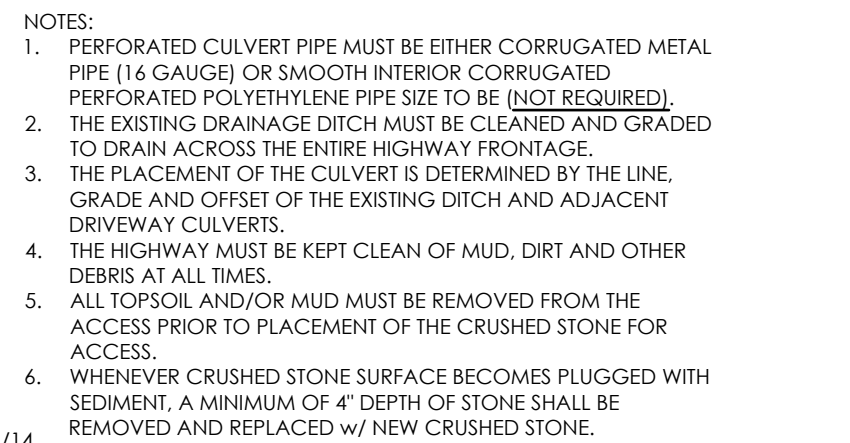 NOTES:
1. PERFORATED CULVERT PIPE MUST BE EITHER CORRUGATED METAL
PIPE (16 GAUGE) OR SMOOTH INTERIOR CORRUGATED
PERFORATED POLYETHYLENE PIPE SIZE TO BE (NOT REQUIRED).
2. THE EXISTING DRAINAGE DITCH MUST BE CLEANED AND GRADED
TO DRAIN ACROSS THE ENTIRE HIGHWAY FRONTAGE.
3. THE PLACEMENT OF THE CULVERT IS DETERMINED BY THE LINE,
GRADE AND OFFSET OF THE EXISTING DITCH AND ADJACENT
DRIVEWAY CULVERTS.
4. THE HIGHWAY MUST BE KEPT CLEAN OF MUD, DIRT AND OTHER
DEBRIS AT ALL TIMES.
5. ALL TOPSOIL AND/OR MUD MUST BE REMOVED FROM THE
ACCESS PRIOR TO PLACEMENT OF THE CRUSHED STONE FOR
ACCESS.
6. WHENEVER CRUSHED STONE SURFACE BECOMES PLUGGED WITH
SEDIMENT, A MINIMUM OF 4" DEPTH OF STONE SHALL BE
REMOVED AND REPLACED w/ NEW CRUSHED STONE.
/14